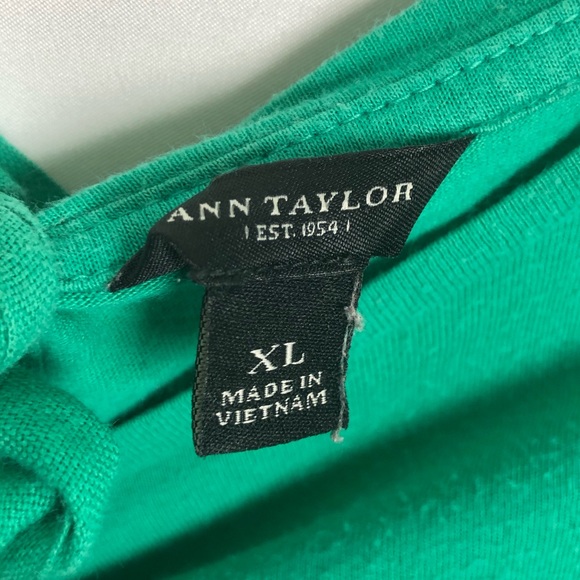 ANN TAYLOR
EST. 1954
XL
MADE IN
VIETNAM